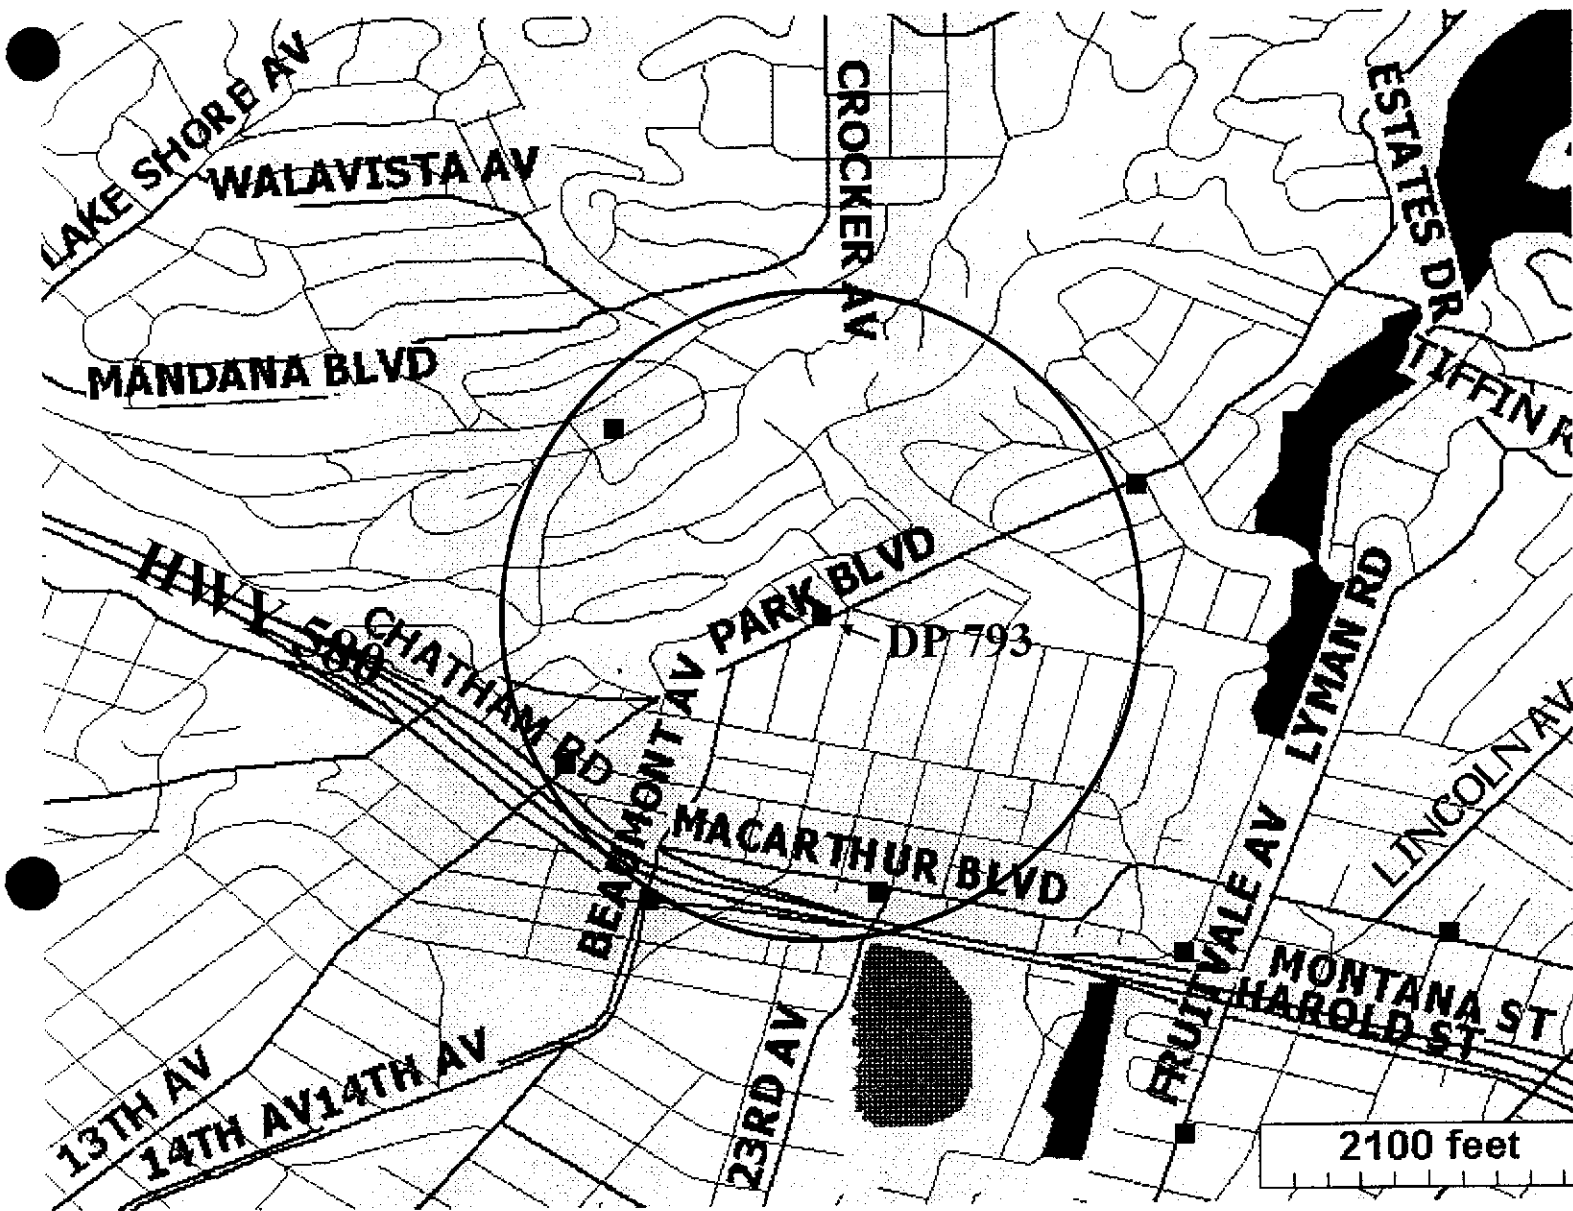 LAKE SHORE AV
WALAVISTA AV
CROCKER AV
ESTATES DR
MANDANA BLVD
TIFFIN
HWY 580
CHATHAM RD
PARK BLVD
DP 793
LYMAN RD
BEAUMONT AV
MACARTHUR BLVD
LINCOLN AV
FRUITVALE AV
MONTANA ST
HAROLD ST
13TH AV
14TH AV14TH AV
23RD AV
2100 feet